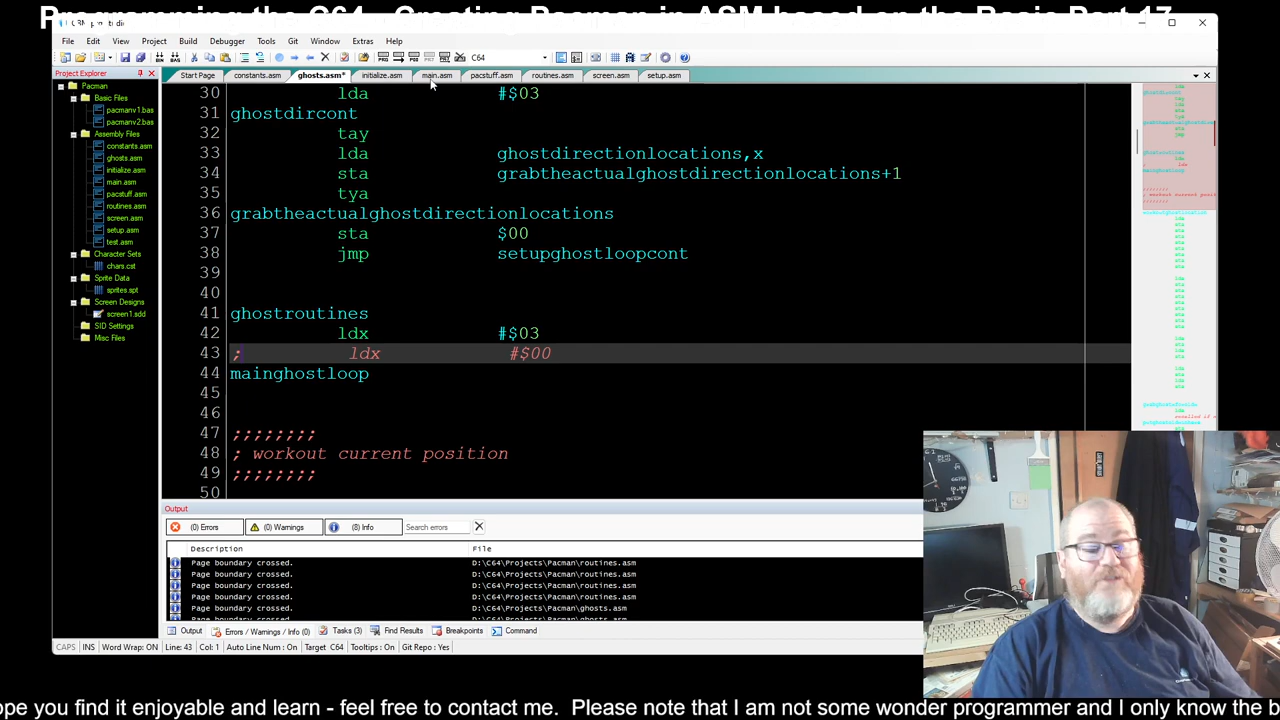 Programming the C64 - Creating Pacman in ASM based on the Basic Part 17
File Edit View Project Build Debugger Tools Git Window Extras Help
C64
Project Explorer
Start Page constants.asm ghosts.asm* initialize.asm main.asm pacstuff.asm routines.asm screen.asm setup.asm
Pacman
Basic Files
pacmanv1.bas
pacmanv2.bas
Assembly Files
constants.asm
ghosts.asm
initialize.asm
main.asm
pacstuff.asm
routines.asm
screen.asm
setup.asm
test.asm
Character Sets
chars.cst
Sprite Data
sprites.spt
Screen Designs
screen1.sdd
SID Settings
Misc Files
30 lda #$03
31 ghostdircont
32 tay
33 lda ghostdirectionlocations,x
34 sta grabtheactualghostdirectionlocations+1
35 tya
36 grabtheactualghostdirectionlocations
37 sta $00
38 jmp setupghostloopcont
39
40
41 ghostroutines
42 ldx #$03
43 ; ldx #$00
44 mainghostloop
45
46
47 ;;;;;;;;
48 ; workout current position
49 ;;;;;;;;
50
Output
(0) Errors (0) Warnings (8) Info Search errors
Description File
Page boundary crossed. D:\C64\Projects\Pacman\routines.asm
Page boundary crossed. D:\C64\Projects\Pacman\routines.asm
Page boundary crossed. D:\C64\Projects\Pacman\routines.asm
Page boundary crossed. D:\C64\Projects\Pacman\routines.asm
Page boundary crossed. D:\C64\Projects\Pacman\ghosts.asm
Output Errors / Warnings / Info (0) Tasks (3) Find Results Breakpoints Command
CAPS INS Word Wrap: ON Line: 43 Col: 1 Auto Line Num : On Target C64 Tooltips : On Git Repo : Yes
ope you find it enjoyable and learn - feel free to contact me. Please note that I am not some wonder programmer and I only know the b